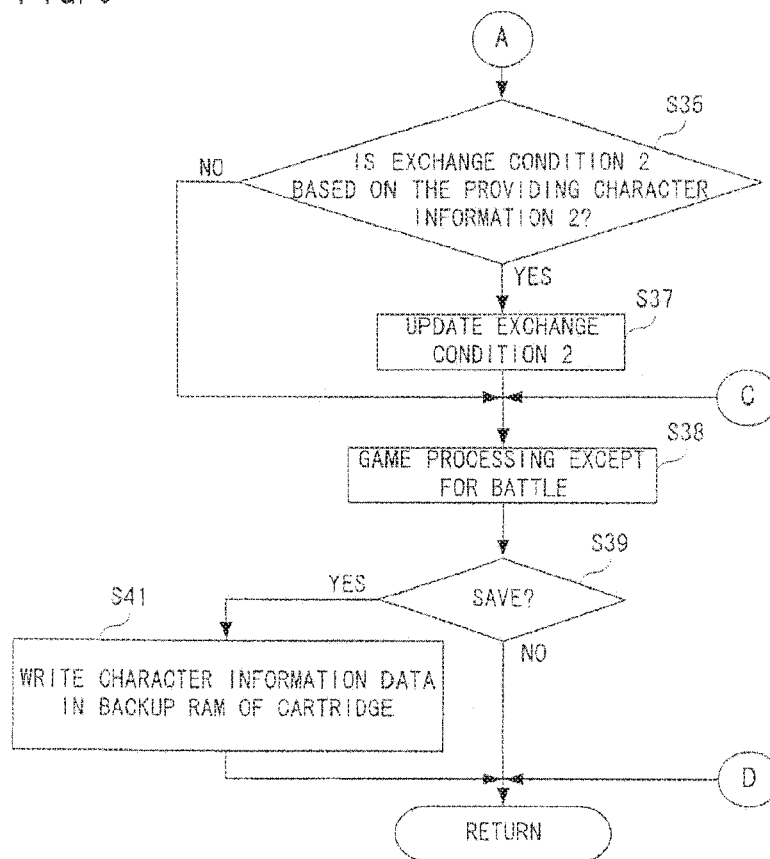 A
S36
IS EXCHANGE CONDITION 2
BASED ON THE PROVIDING CHARACTER
INFORMATION 2?
NO
YES
S37
UPDATE EXCHANGE
CONDITION 2
C
S38
GAME PROCESSING EXCEPT
FOR BATTLE
S39
SAVE?
YES
NO
S41
WRITE CHARACTER INFORMATION DATA
IN BACKUP RAM OF CARTRIDGE
D
RETURN